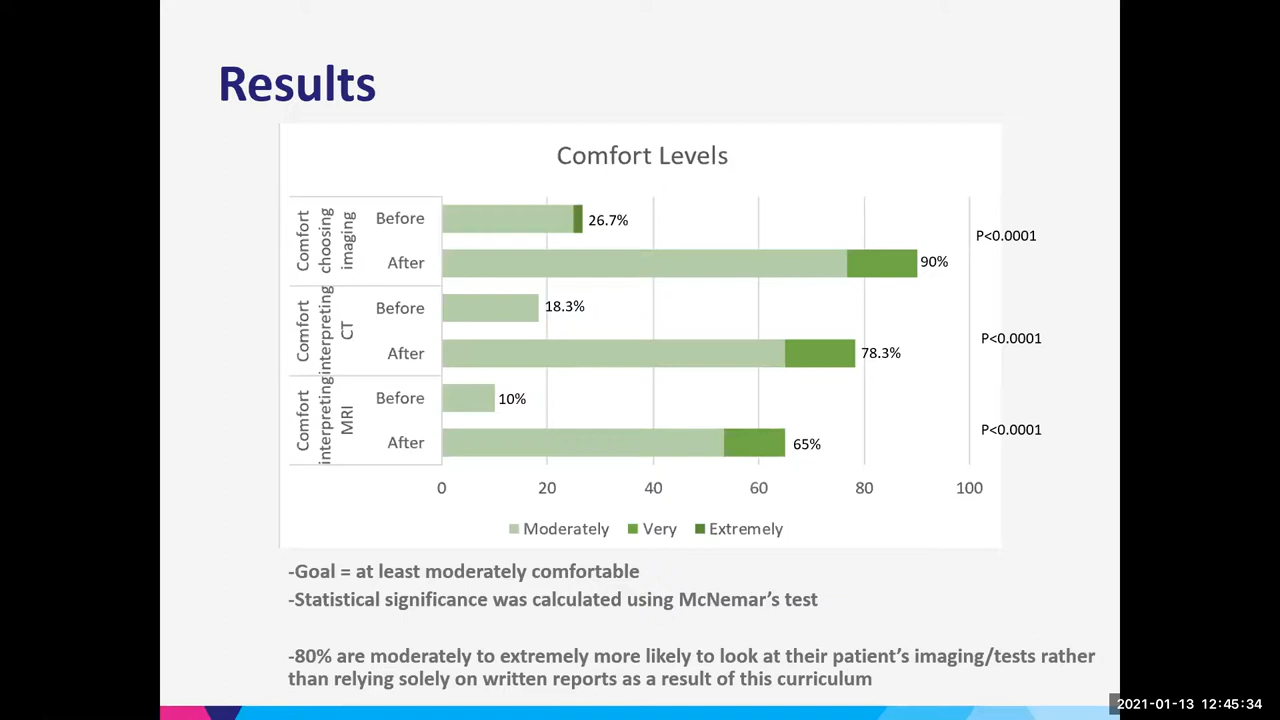 Results
Comfort Levels
Comfort choosing imaging
Before
26.7%
After
90%
P<0.0001
Comfort interpreting CT
Before
18.3%
After
78.3%
P<0.0001
Comfort interpreting MRI
Before
10%
After
65%
P<0.0001
0 20 40 60 80 100
Moderately Very Extremely
-Goal = at least moderately comfortable
-Statistical significance was calculated using McNemar’s test
-80% are moderately to extremely more likely to look at their patient’s imaging/tests rather
than relying solely on written reports as a result of this curriculum
2021-01-13 12:45:34